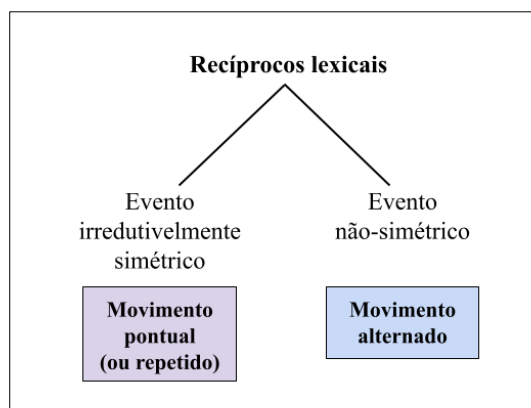 Recíprocos lexicais
Evento
irredutivelmente
simétrico
Evento
não-simétrico
Movimento
pontual
(ou repetido)
Movimento
alternado